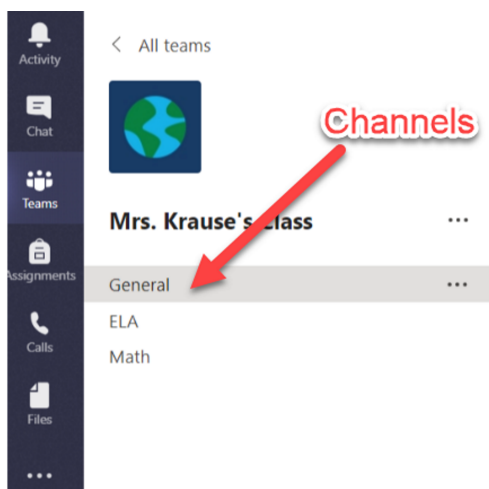 Activity
Chat
Teams
Assignments
Calls
Files
All teams
Channels
Mrs. Krause's Class
General
ELA
Math